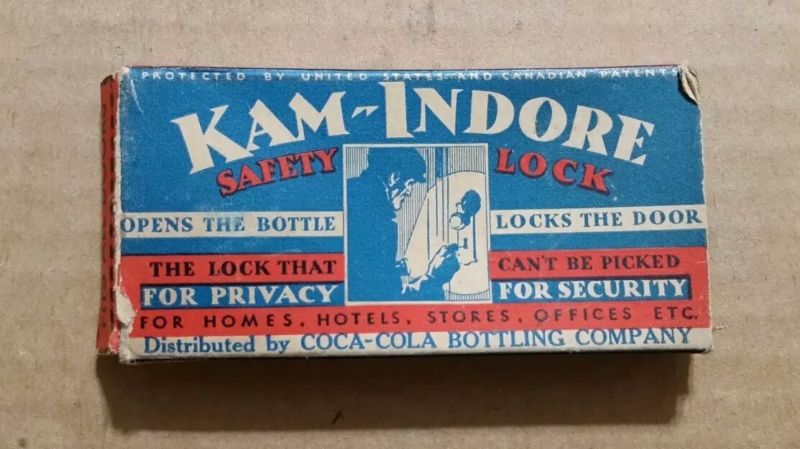 PROTECTED BY UNITED STATES AND CANADIAN PATENTS
KAM-INDORE
SAFETY LOCK
OPENS THE BOTTLE LOCKS THE DOOR
THE LOCK THAT CAN'T BE PICKED
FOR PRIVACY FOR SECURITY
FOR HOMES, HOTELS, STORES, OFFICES ETC.
Distributed by COCA-COLA BOTTLING COMPANY